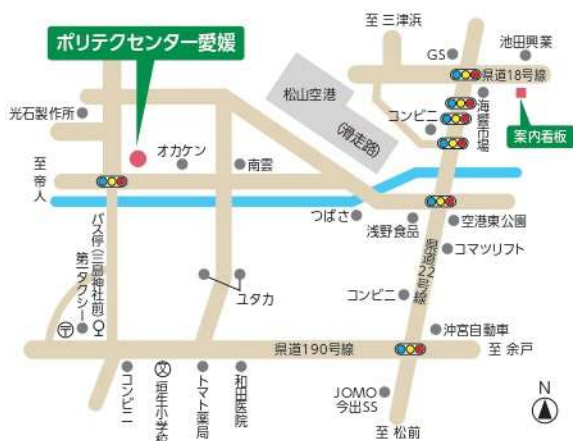 至 三津浜
ポリテクセンター愛媛
GS
池田興業
県道18号線
松山空港
(滑走路)
光石製作所
コンビニ
海響市場
案内看板
オカケン
南雲
至 帝人
つばさ
浅野食品
空港東公園
コマツリフト
県道22号線
バス停(三島神社前)
第一タクシー
〒
ユタカ
コンビニ
沖宮自動車
県道190号線
至 余戸
コンビニ
文
垣生小学校
トマト薬局
和田医院
JOMO
今出SS
至 松前
N